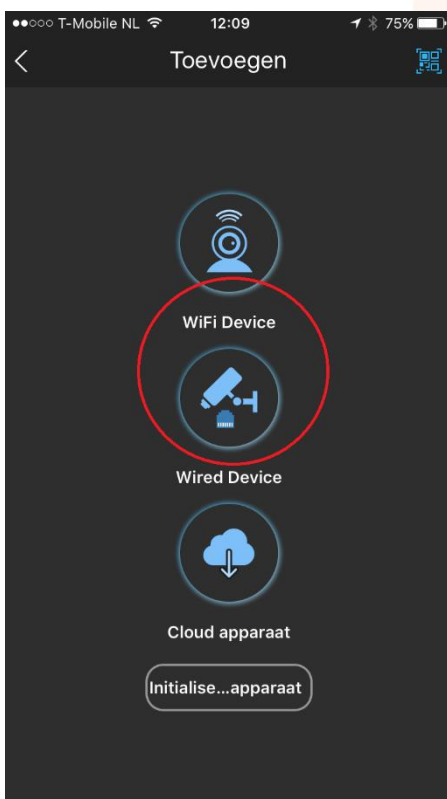 T-Mobile NL 12:09 75%
Toevoegen
WiFi Device
Wired Device
Cloud apparaat
Initialise...apparaat